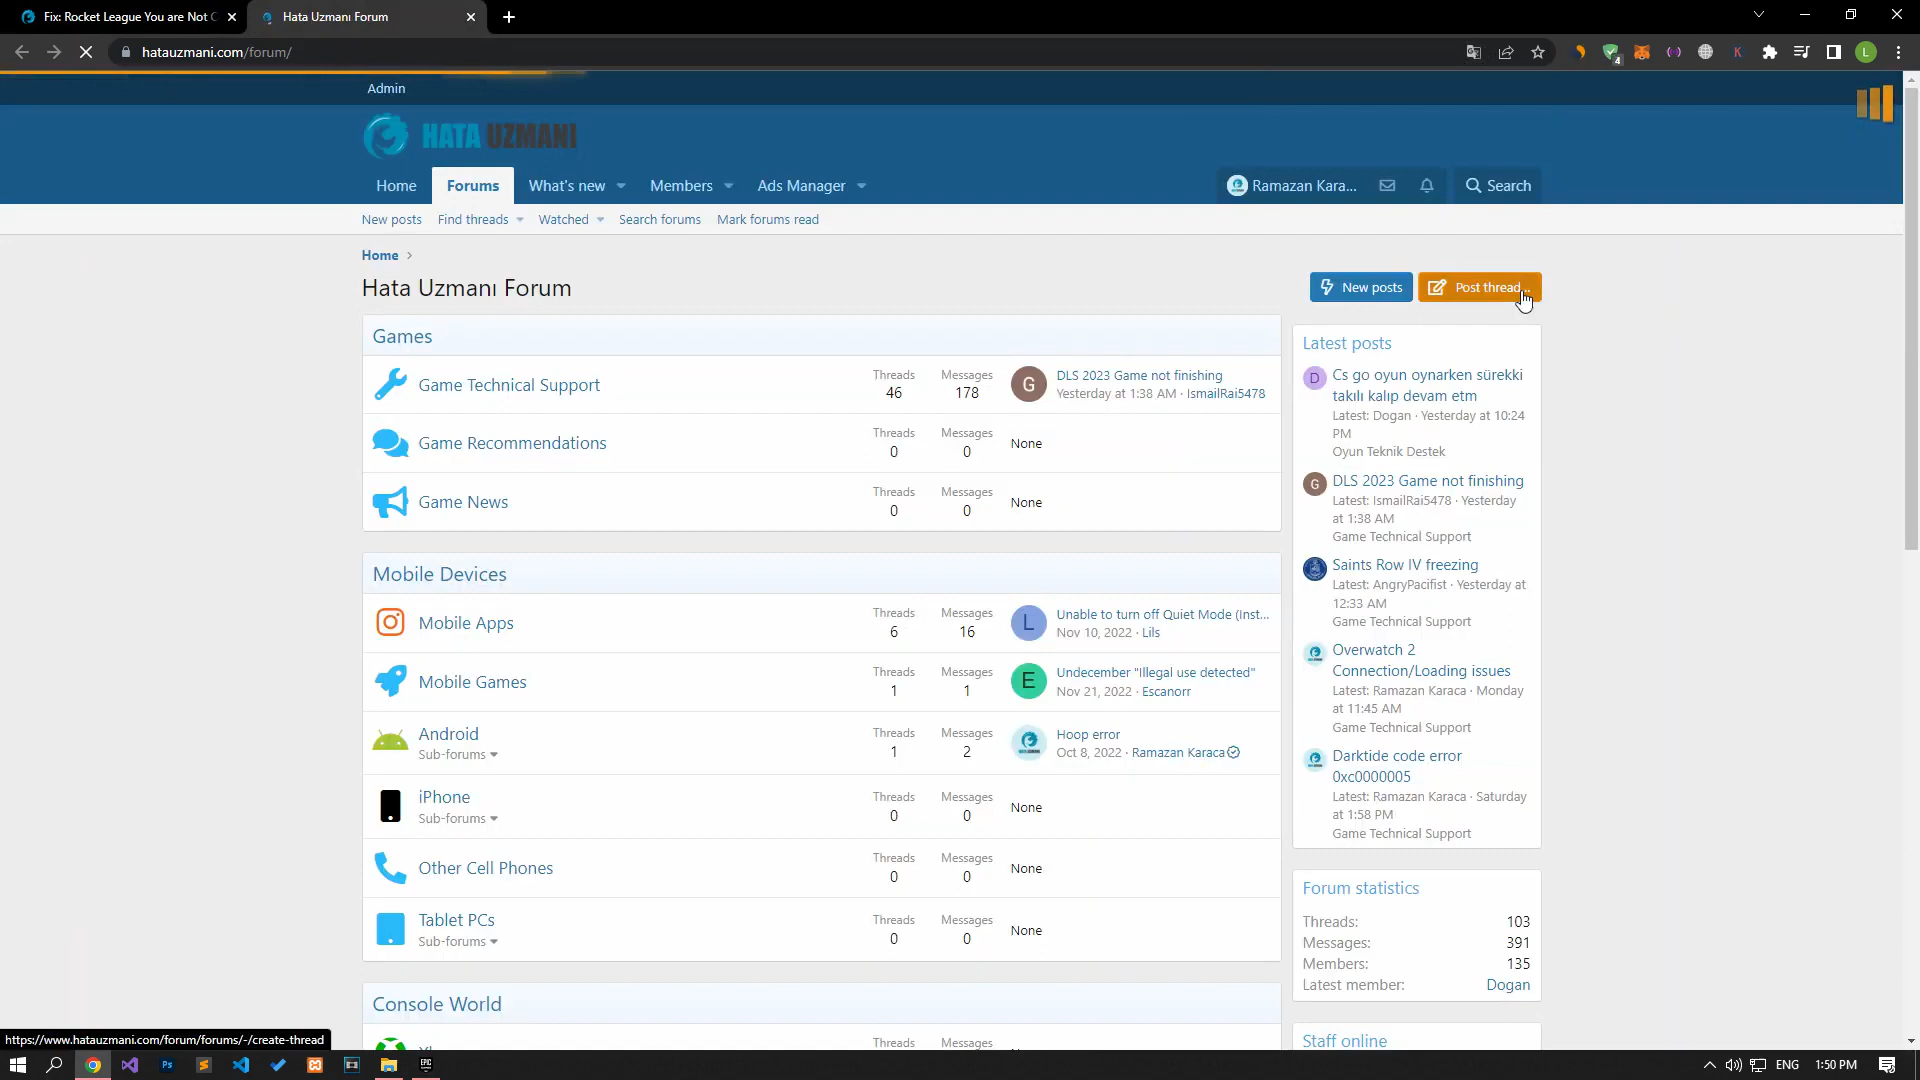 Fix: Rocket League You are Not C
Hata Uzmanı Forum
hatauzmani.com/forum/
4
K
L
Admin
HATA UZMANI
Home
Forums
What's new
Members
Ads Manager
Ramazan Kara...
Search
New posts
Find threads
Watched
Search forums
Mark forums read
Home
Hata Uzmanı Forum
New posts
Post thread...
Games
Game Technical Support
Threads
46
Messages
178
G
DLS 2023 Game not finishing
Yesterday at 1:38 AM · IsmailRai5478
Game Recommendations
Threads
0
Messages
0
None
Game News
Threads
0
Messages
0
None
Mobile Devices
Mobile Apps
Threads
6
Messages
16
L
Unable to turn off Quiet Mode (Inst...
Nov 10, 2022 · Lils
Mobile Games
Threads
1
Messages
1
E
Undecember "Illegal use detected"
Nov 21, 2022 · Escanorr
Android
Sub-forums
Threads
1
Messages
2
Hoop error
Oct 8, 2022 · Ramazan Karaca
iPhone
Sub-forums
Threads
0
Messages
0
None
Other Cell Phones
Threads
0
Messages
0
None
Tablet PCs
Sub-forums
Threads
0
Messages
0
None
Console World
Threads
Messages
Latest posts
D
Cs go oyun oynarken sürekki
takılı kalıp devam etm
Latest: Dogan · Yesterday at 10:24
PM
Oyun Teknik Destek
G
DLS 2023 Game not finishing
Latest: IsmailRai5478 · Yesterday
at 1:38 AM
Game Technical Support
Saints Row IV freezing
Latest: AngryPacifist · Yesterday at
12:33 AM
Game Technical Support
Overwatch 2
Connection/Loading issues
Latest: Ramazan Karaca · Monday
at 11:45 AM
Game Technical Support
Darktide code error
0xc0000005
Latest: Ramazan Karaca · Saturday
at 1:58 PM
Game Technical Support
Forum statistics
Threads:
103
Messages:
391
Members:
135
Latest member:
Dogan
Staff online
https://www.hatauzmani.com/forum/forums/-/create-thread
Ps
EPIC
ENG
1:50 PM